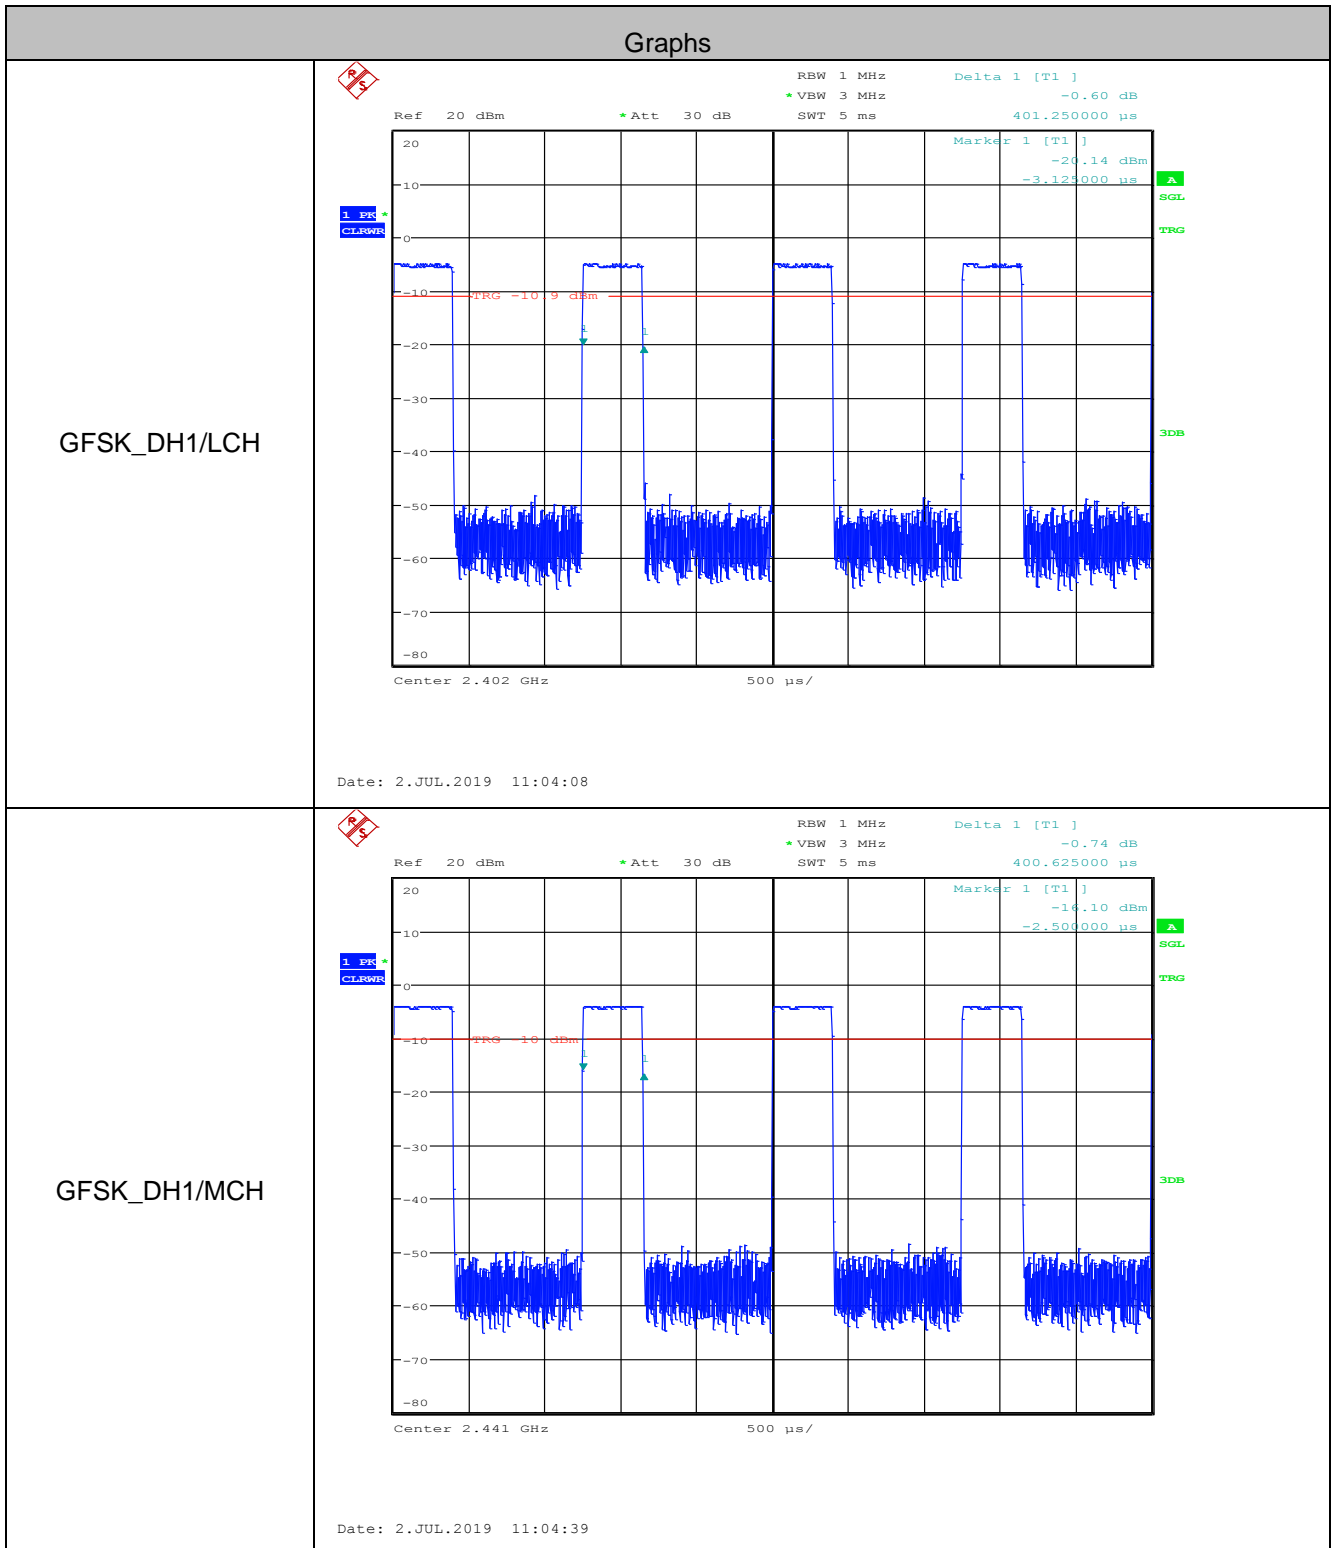 Graphs
GFSK_DH1/LCH
R S
RBW 1 MHz Delta 1 [T1 ]
* VBW 3 MHz -0.60 dB
Ref 20 dBm * Att 30 dB SWT 5 ms 401.250000 µs
20 Marker 1 [T1 ]
-20.14 dBm
-3.125000 µs
10
A
SGL
1 PK *
CLRWR
TRG
0
-10
TRG -10.9 dBm
1
1
-20
-30
3DB
-40
-50
-60
-70
-80
Center 2.402 GHz 500 µs/
Date: 2.JUL.2019 11:04:08
GFSK_DH1/MCH
R S
RBW 1 MHz Delta 1 [T1 ]
* VBW 3 MHz -0.74 dB
Ref 20 dBm * Att 30 dB SWT 5 ms 400.625000 µs
20 Marker 1 [T1 ]
-16.10 dBm
-2.500000 µs
10
A
SGL
1 PK *
CLRWR
TRG
0
-10
TRG -10 dBm
1
1
-20
-30
3DB
-40
-50
-60
-70
-80
Center 2.441 GHz 500 µs/
Date: 2.JUL.2019 11:04:39